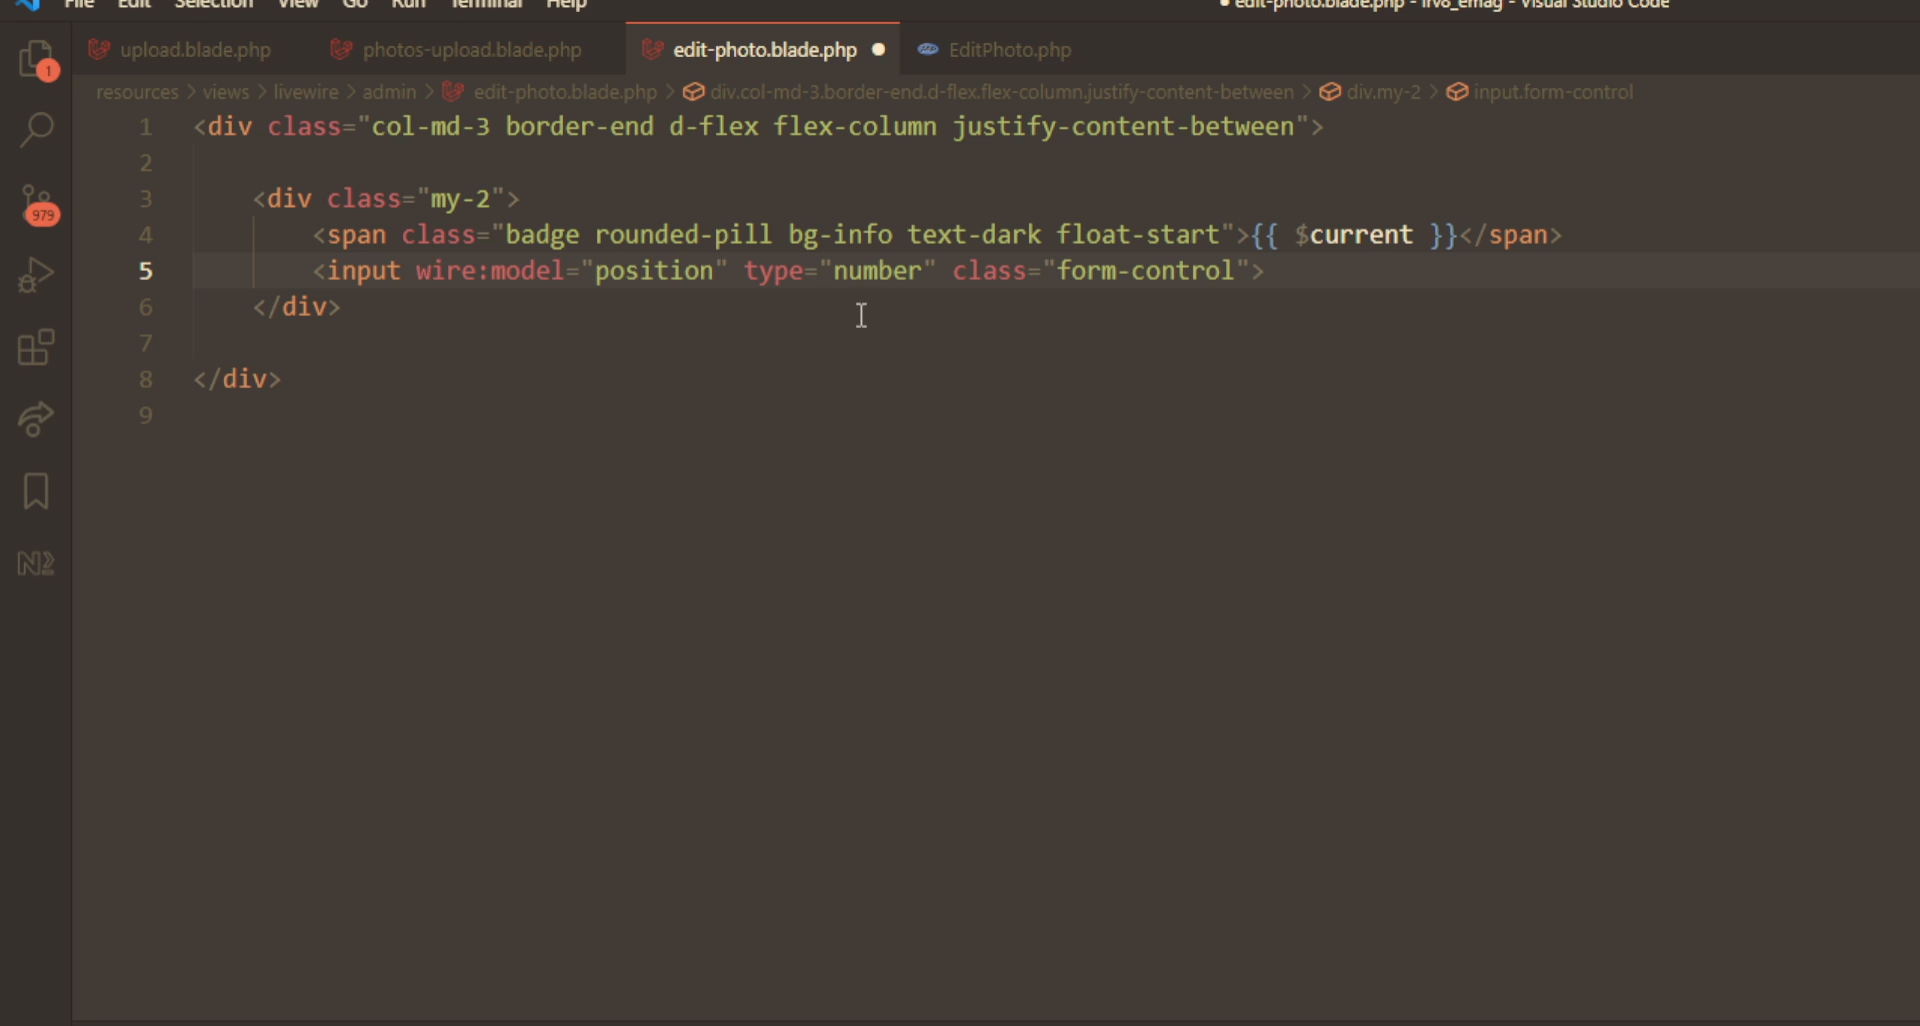 File Edit Selection View Go Run Terminal Help ● edit-photo.blade.php - lrv8_emag - Visual Studio Code
upload.blade.php photos-upload.blade.php edit-photo.blade.php ● EditPhoto.php
resources > views > livewire > admin > edit-photo.blade.php > div.col-md-3.border-end.d-flex.flex-column.justify-content-between > div.my-2 > input.form-control
1 <div class="col-md-3 border-end d-flex flex-column justify-content-between">
2
3 <div class="my-2">
4 <span class="badge rounded-pill bg-info text-dark float-start">{{ $current }}</span>
5 <input wire:model="position" type="number" class="form-control">
6 </div>
7
8 </div>
9
1
979